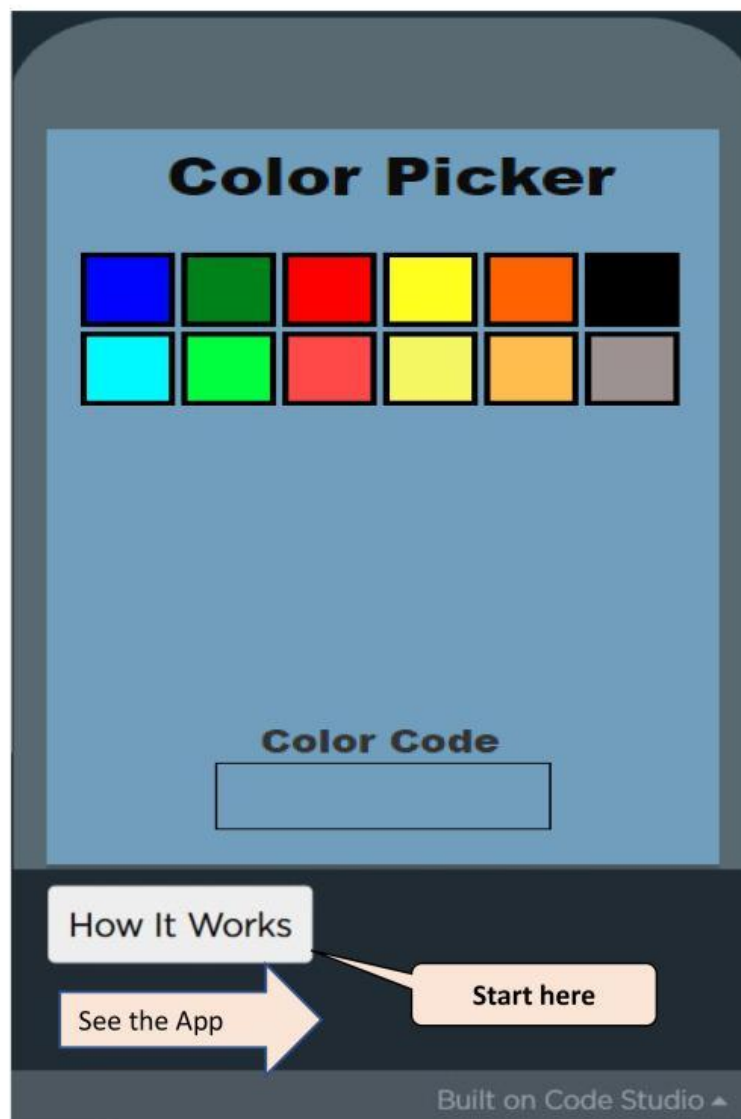 Color Picker
Color Code
How It Works
Start here
See the App
Built on Code Studio